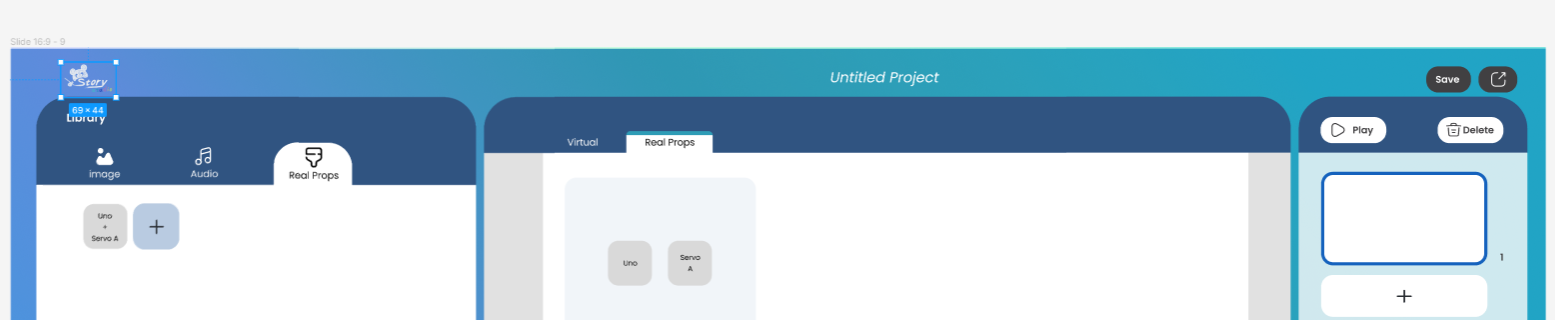 Slide 16:9 - 9
Story
Untitled Project
Save
69 × 44
Library
Play
Delete
Virtual
Real Props
image
Audio
Real Props
Uno
+
Servo A
+
Uno
Servo
A
1
+